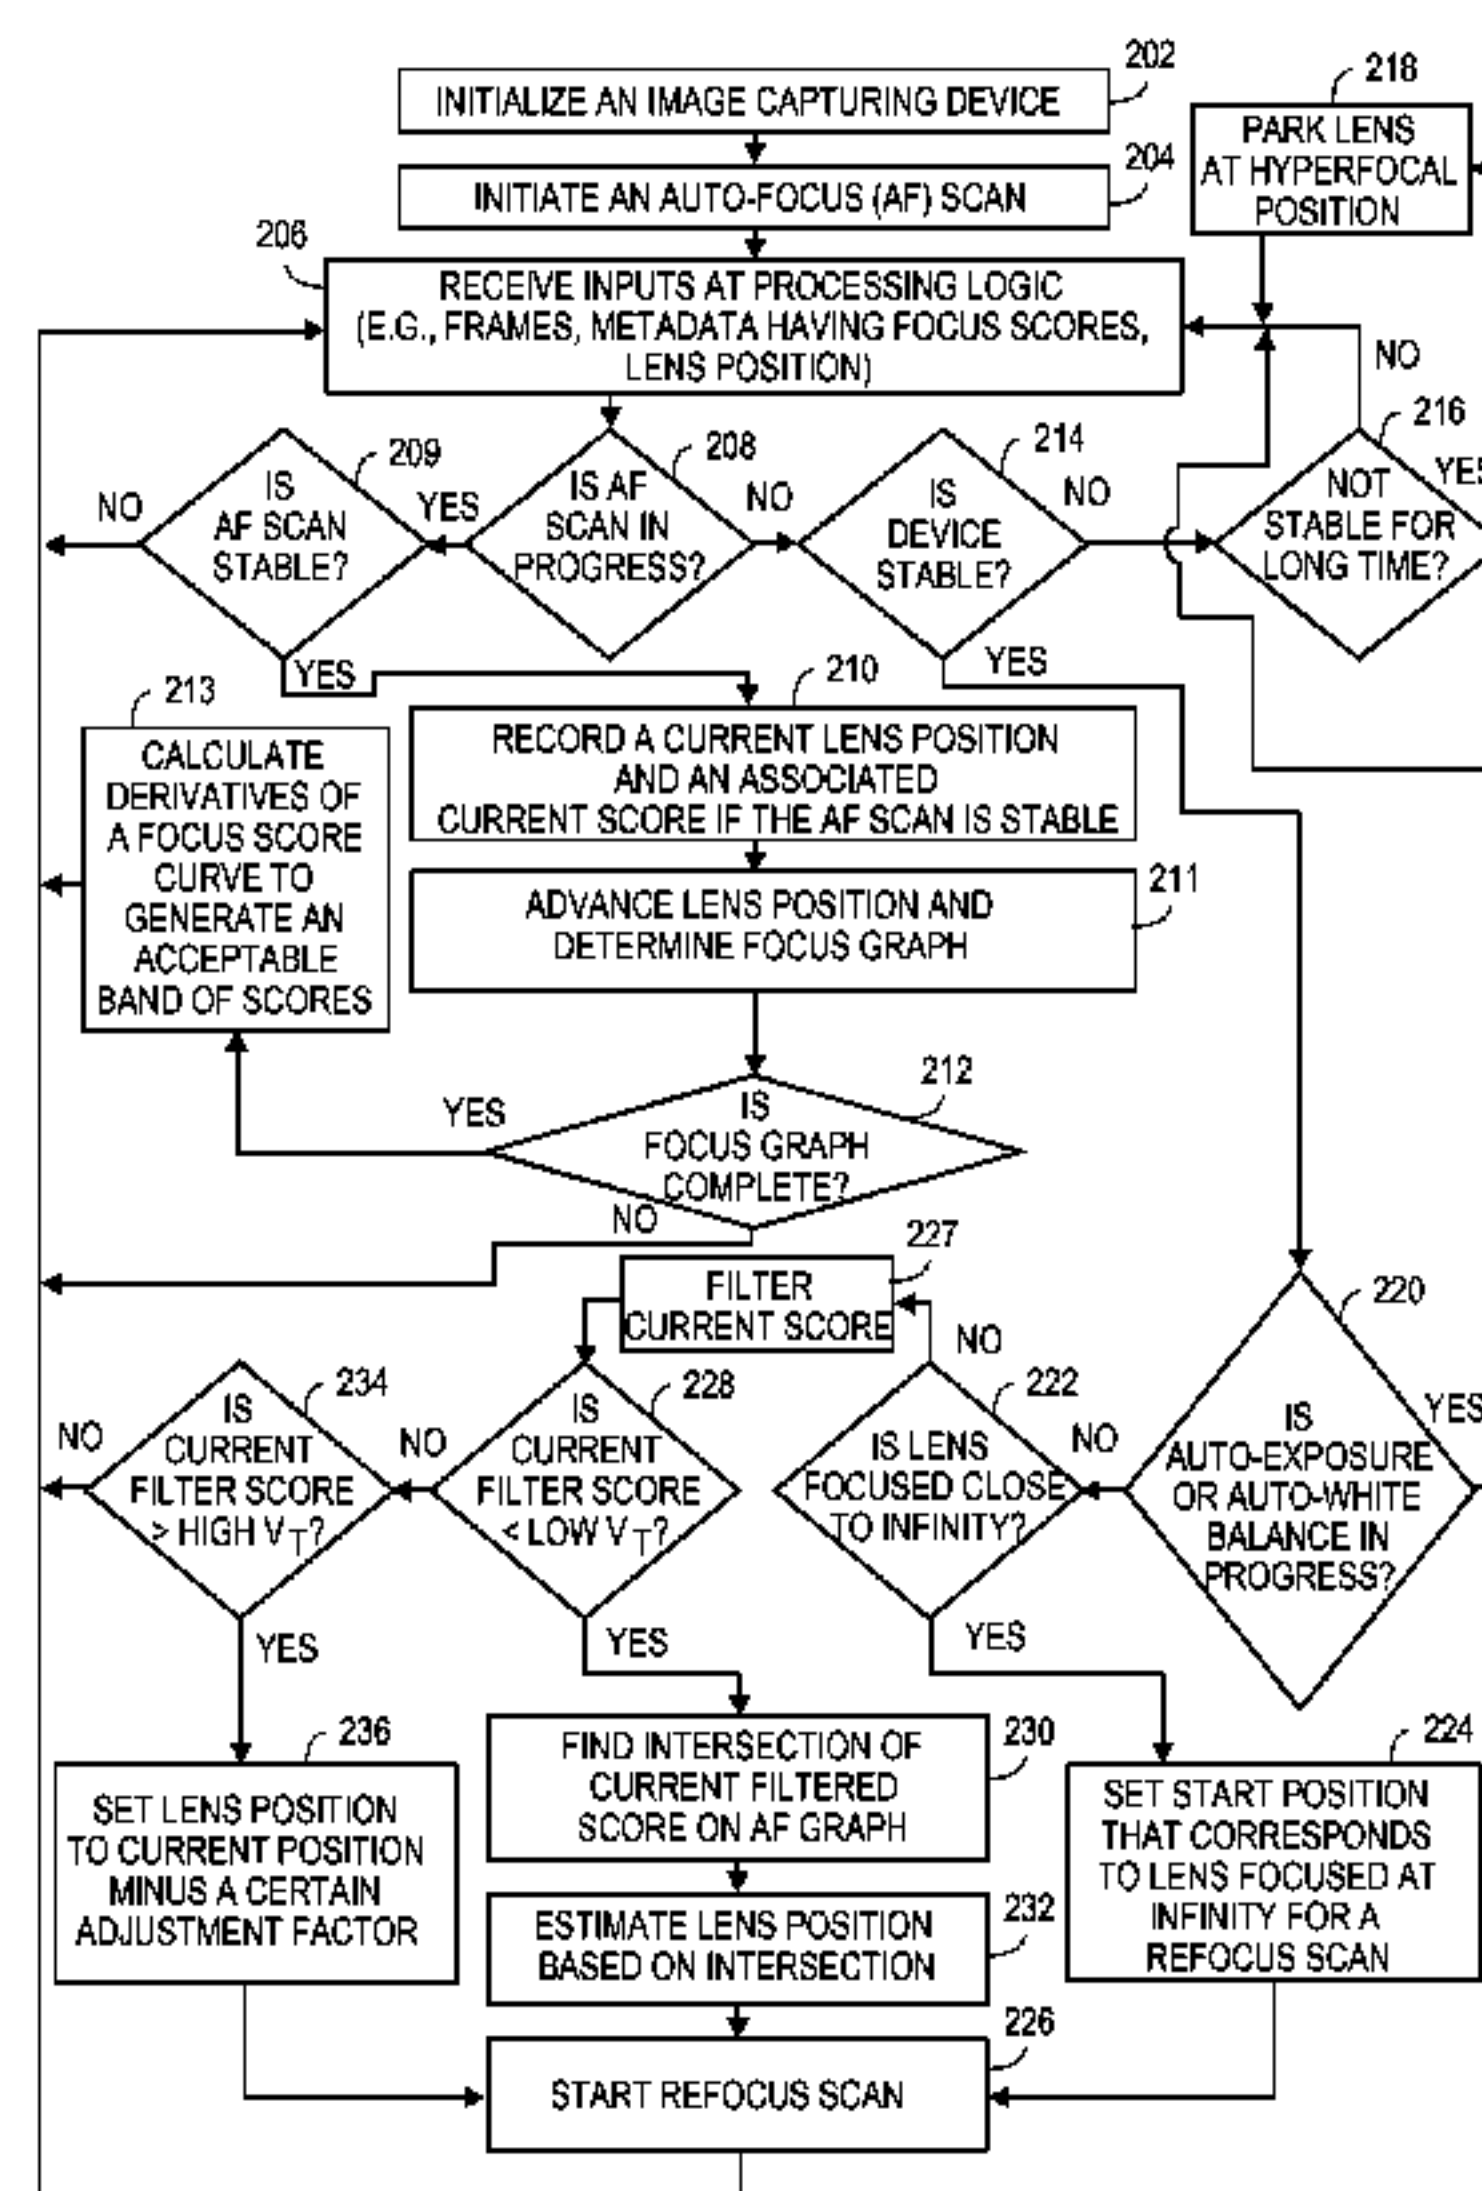 202
INITIALIZE AN IMAGE CAPTURING DEVICE
218
PARK LENS
AT HYPERFOCAL
POSITION
204
INITIATE AN AUTO-FOCUS (AF) SCAN
206
RECEIVE INPUTS AT PROCESSING LOGIC
(E.G., FRAMES, METADATA HAVING FOCUS SCORES,
LENS POSITION)
NO
209
IS
AF SCAN
STABLE?
NO
YES
208
IS AF
SCAN IN
PROGRESS?
NO
214
IS
DEVICE
STABLE?
NO
216
NOT
STABLE FOR
LONG TIME?
YES
YES
YES
213
CALCULATE
DERIVATIVES OF
A FOCUS SCORE
CURVE TO
GENERATE AN
ACCEPTABLE
BAND OF SCORES
210
RECORD A CURRENT LENS POSITION
AND AN ASSOCIATED
CURRENT SCORE IF THE AF SCAN IS STABLE
211
ADVANCE LENS POSITION AND
DETERMINE FOCUS GRAPH
212
IS
FOCUS GRAPH
COMPLETE?
YES
NO
227
FILTER
CURRENT SCORE
NO
234
IS
CURRENT
FILTER SCORE
> HIGH VT?
NO
NO
228
IS
CURRENT
FILTER SCORE
< LOW VT?
222
IS LENS
FOCUSED CLOSE
TO INFINITY?
NO
220
IS
AUTO-EXPOSURE
OR AUTO-WHITE
BALANCE IN
PROGRESS?
YES
YES
YES
YES
236
SET LENS POSITION
TO CURRENT POSITION
MINUS A CERTAIN
ADJUSTMENT FACTOR
230
FIND INTERSECTION OF
CURRENT FILTERED
SCORE ON AF GRAPH
224
SET START POSITION
THAT CORRESPONDS
TO LENS FOCUSED AT
INFINITY FOR A
REFOCUS SCAN
232
ESTIMATE LENS POSITION
BASED ON INTERSECTION
226
START REFOCUS SCAN